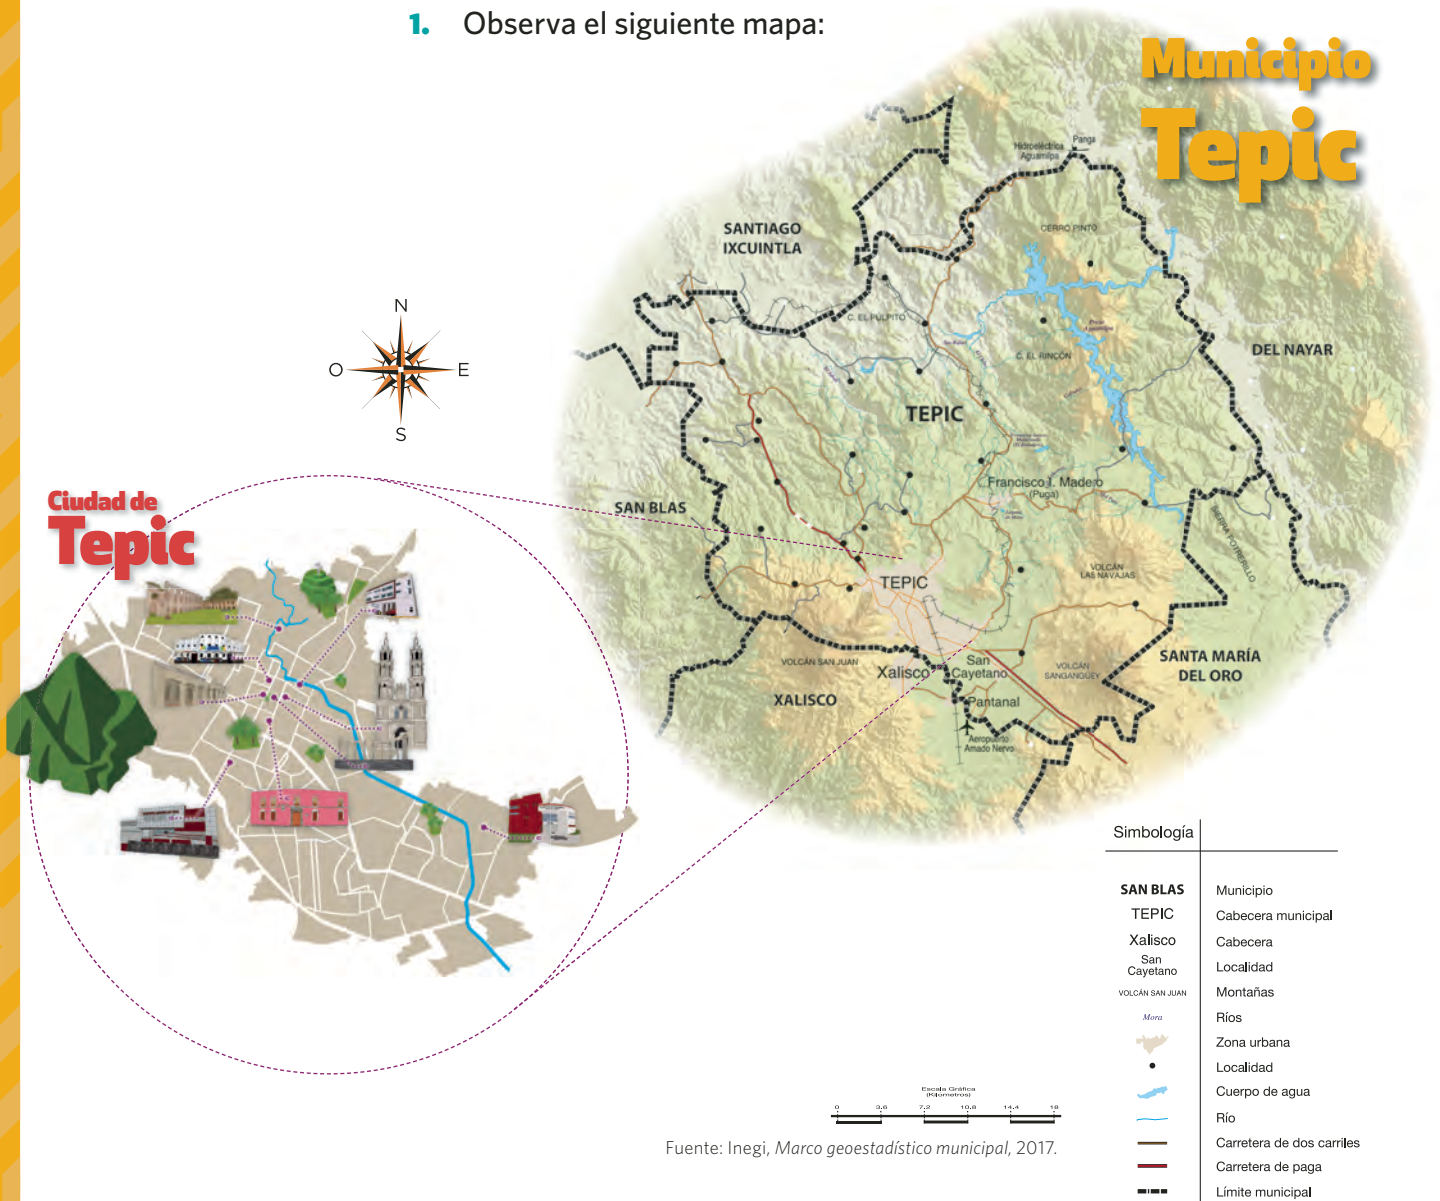 1. Observa el siguiente mapa:
Municipio
Tepic
Hidroeléctrica
Aguamilpa
Panga
SANTIAGO
IXCUINTLA
CERRO PINTO
N
O
E
S
C. EL PÚLPITO
C. EL RINCÓN
DEL NAYAR
TEPIC
Francisco I. Madero
(Puga)
SAN BLAS
SIERRA POTRERILLO
VOLCÁN
LAS NAVAJAS
TEPIC
VOLCÁN SAN JUAN
Xalisco
San
Cayetano
VOLCÁN
SANGANGÜEY
SANTA MARÍA
DEL ORO
XALISCO
Pantanal
Aeropuerto
Amado Nervo
Ciudad de
Tepic
Simbología
SAN BLAS Municipio
TEPIC Cabecera municipal
Xalisco Cabecera
San
Cayetano Localidad
VOLCÁN SAN JUAN Montañas
Mora Ríos
Zona urbana
Localidad
Cuerpo de agua
Río
Carretera de dos carriles
Carretera de paga
Límite municipal
Escala Gráfica
(Kilometros)
0 3.6 7.2 10.8 14.4 18
Fuente: Inegi, Marco geoestadístico municipal, 2017.